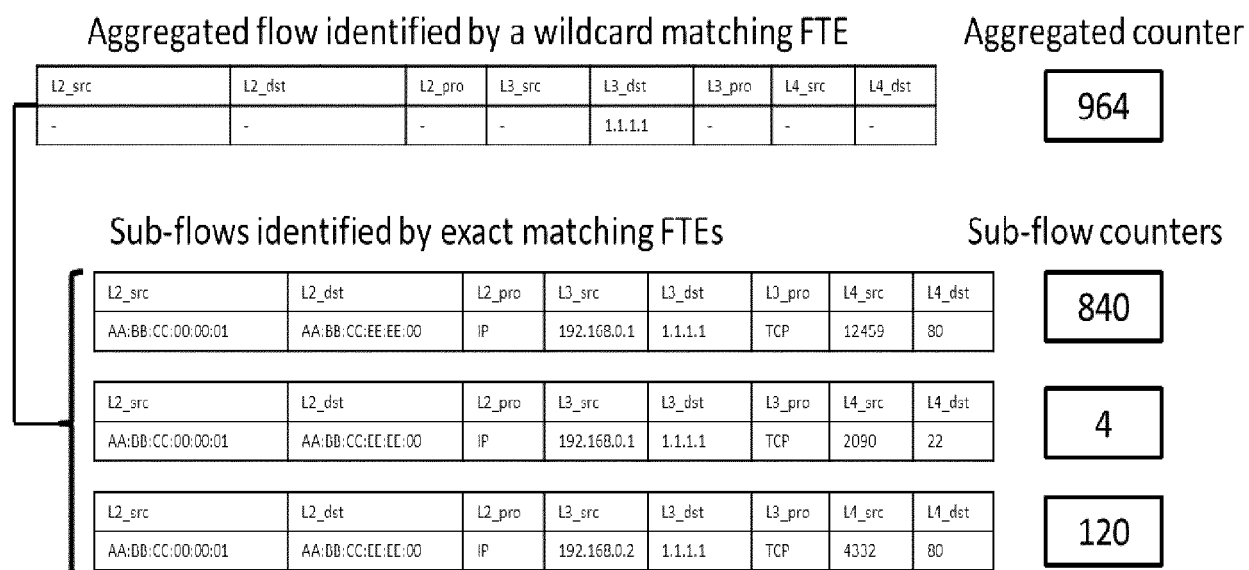 Aggregated flow identified by a wildcard matching FTE Aggregated counter
L2_src L2_dst L2_pro L3_src L3_dst L3_pro L4_src L4_dst
- - - - 1.1.1.1 - - -
964
Sub-flows identified by exact matching FTEs Sub-flow counters
L2_src L2_dst L2_pro L3_src L3_dst L3_pro L4_src L4_dst
AA:BB:CC:00:00:01 AA:BB:CC:EE:EE:00 IP 192.168.0.1 1.1.1.1 TCP 12459 80
840
L2_src L2_dst L2_pro L3_src L3_dst L3_pro L4_src L4_dst
AA:BB:CC:00:00:01 AA:BB:CC:EE:EE:00 IP 192.168.0.1 1.1.1.1 TCP 2090 22
4
L2_src L2_dst L2_pro L3_src L3_dst L3_pro L4_src L4_dst
AA:BB:CC:00:00:01 AA:BB:CC:EE:EE:00 IP 192.168.0.2 1.1.1.1 TCP 4332 80
120